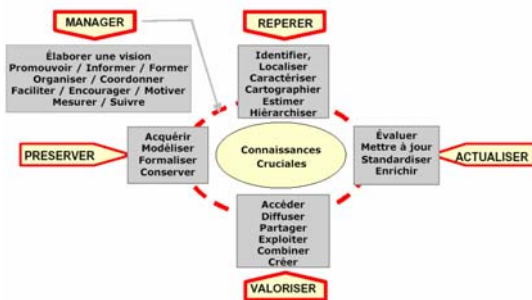 MANAGER
Élaborer une vision
Promouvoir / Informer / Former
Organiser / Coordonner
Faciliter / Encourager / Motiver
Mesurer / Suivre
REPERER
Identifier,
Localiser
Caractériser
Cartographier
Estimer
Hiérarchiser
PRESERVER
Acquérir
Modéliser
Formaliser
Conserver
Connaissances
Cruciales
Évaluer
Mettre à jour
Standardiser
Enrichir
ACTUALISER
Accèder
Diffuser
Partager
Exploiter
Combiner
Créer
VALORISER